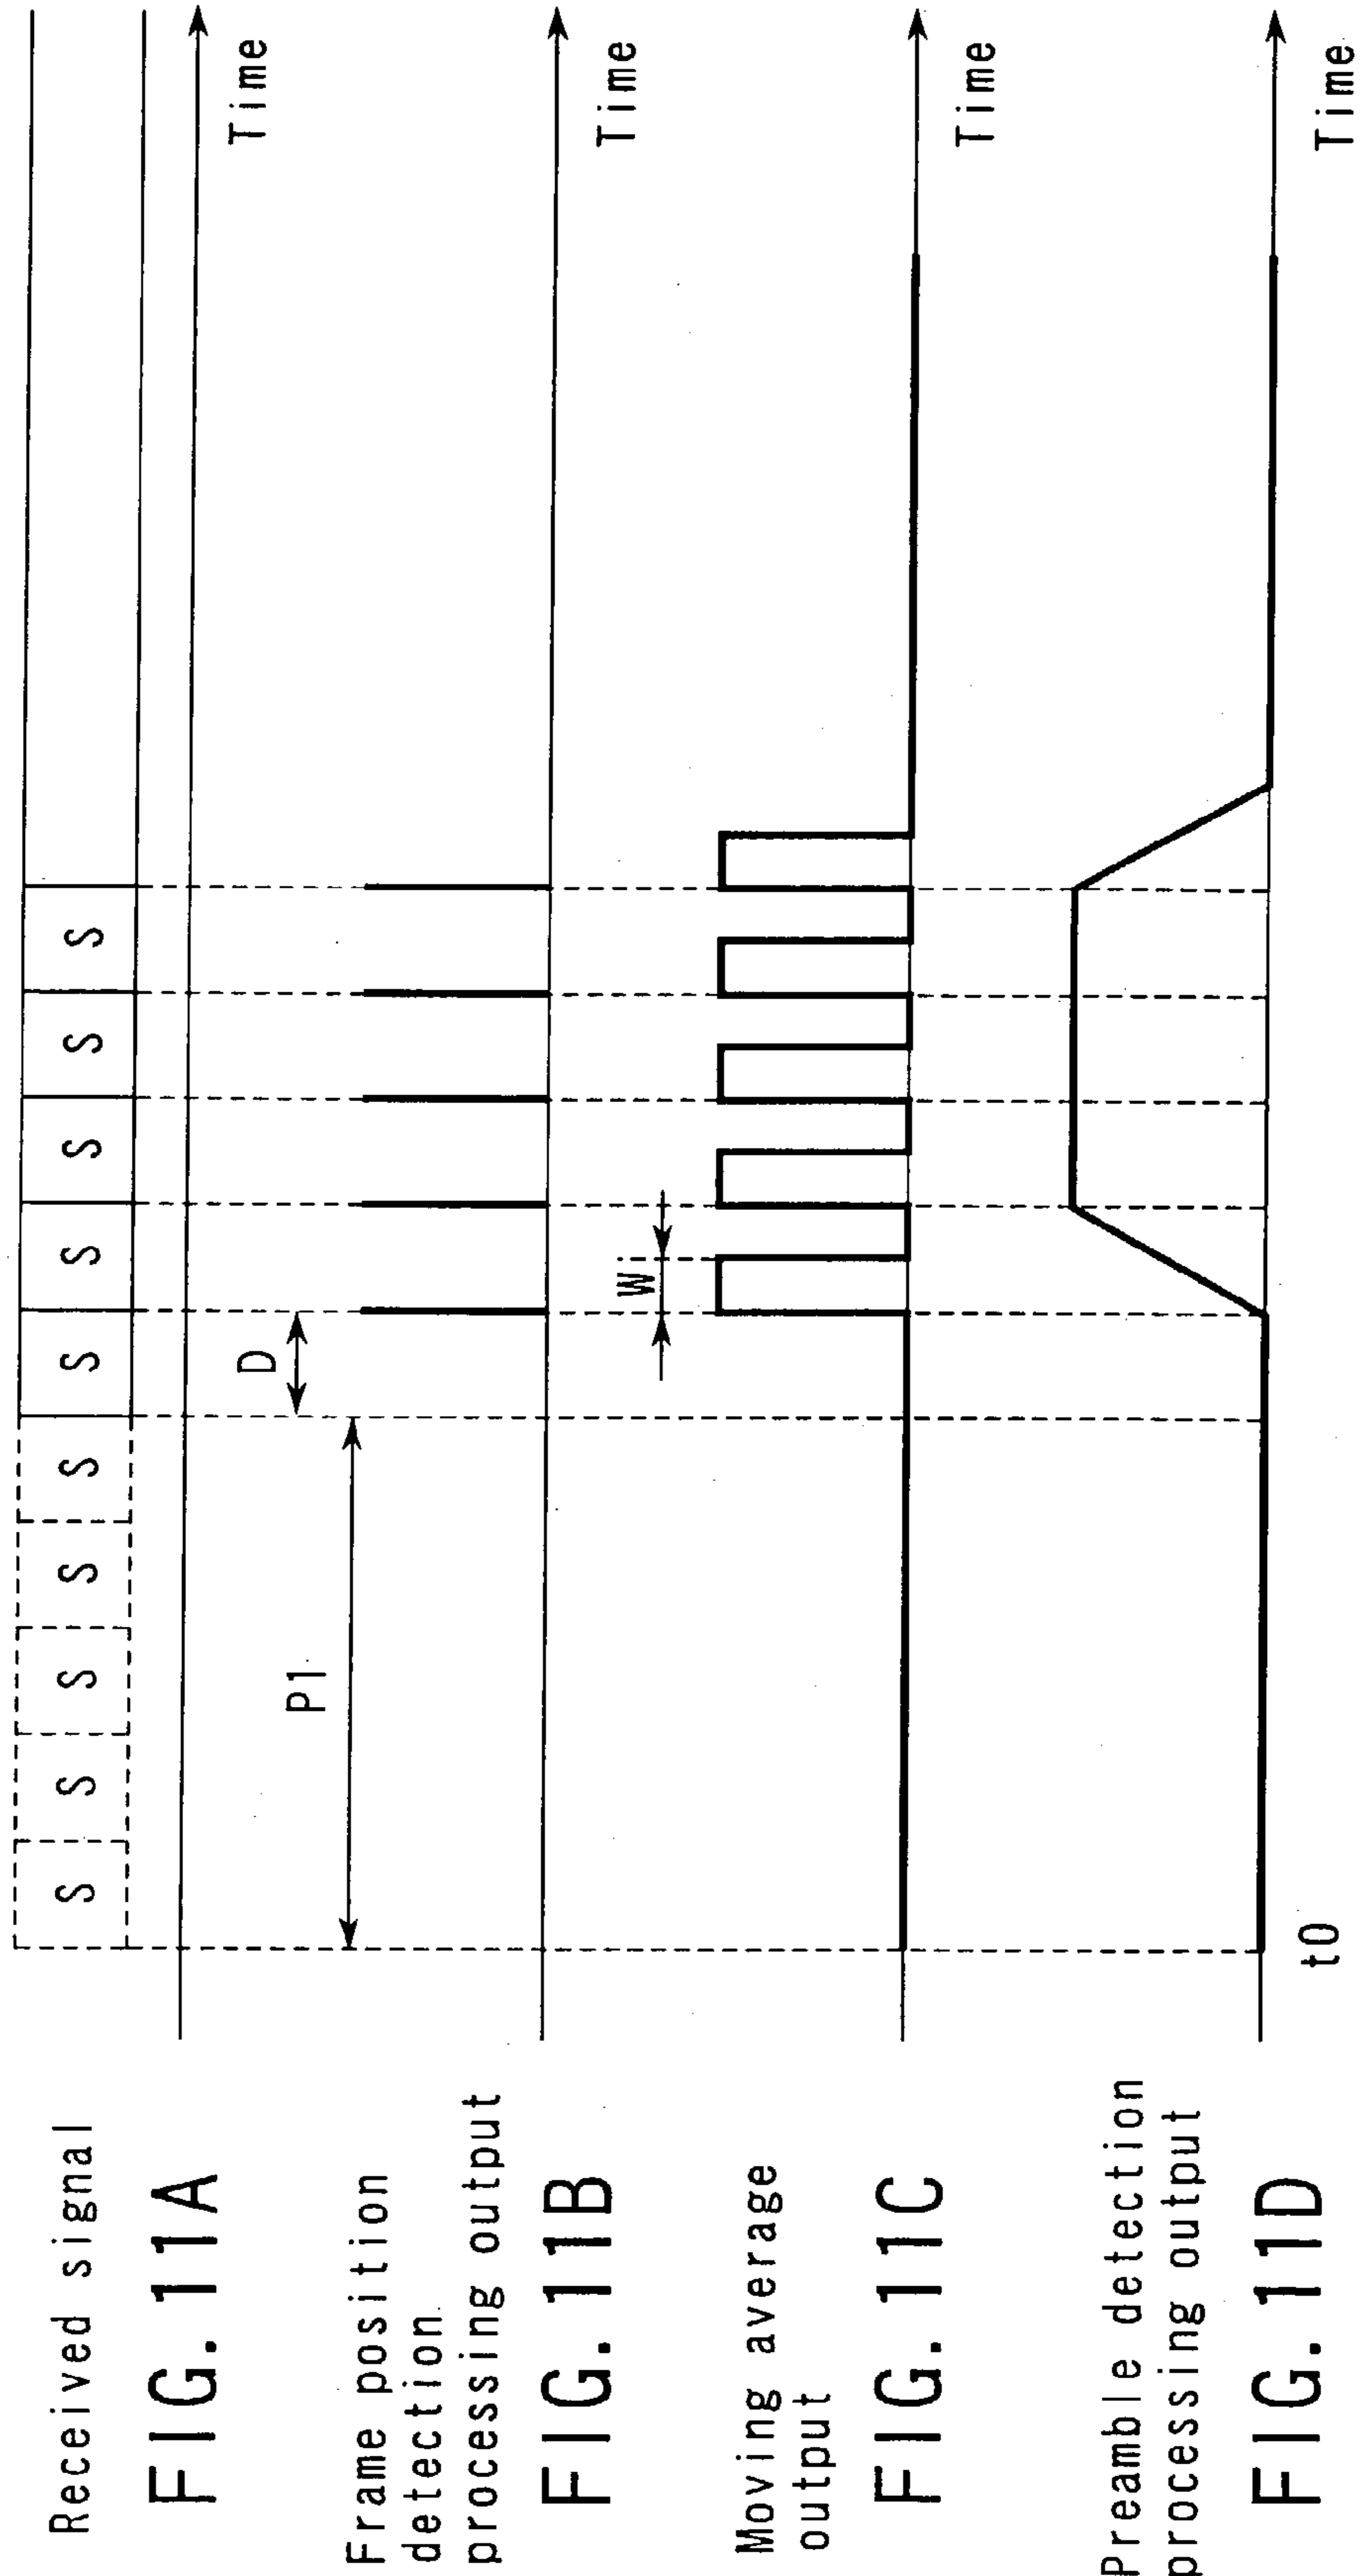 Received signal
FIG. 11A
S S S S S S S S S S
Time
Frame position
detection
processing output
FIG. 11B
P1
D
Time
Moving average
output
FIG. 11C
W
Time
Preamble detection
processing output
FIG. 11D
t0
Time